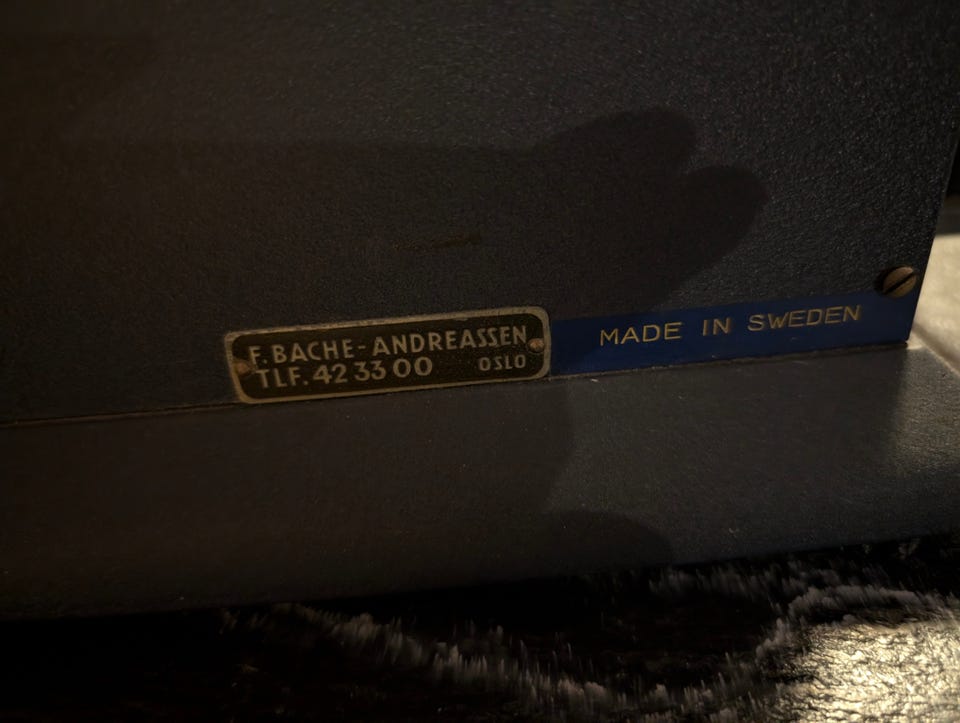 F. BACHE-ANDREASSEN
TLF. 42 33 00 OSLO
MADE IN SWEDEN